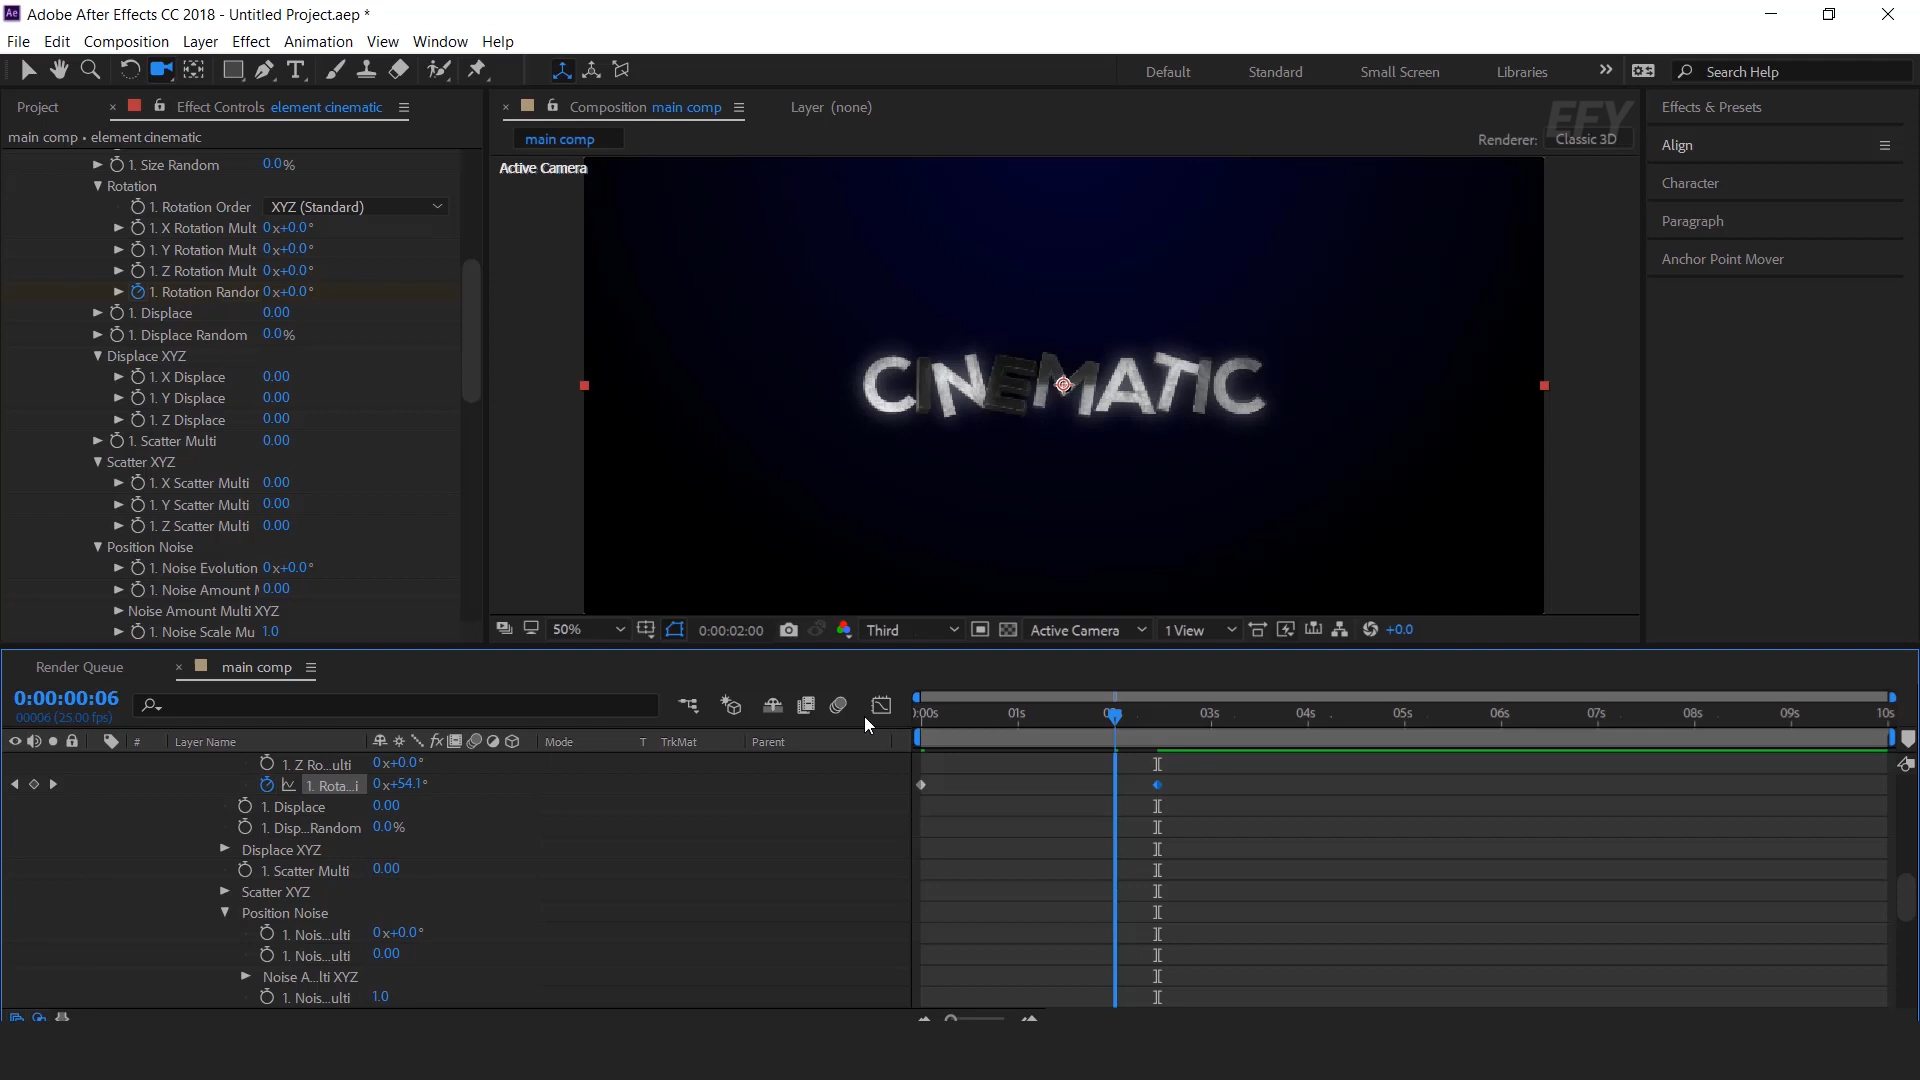 Ae Adobe After Effects CC 2018 - Untitled Project.aep *
File Edit Composition Layer Effect Animation View Window Help
Default Standard Small Screen Libraries Search Help
Project × Effect Controls element cinematic
× Composition main comp Layer (none)
EFY
Effects & Presets
main comp • element cinematic
main comp
Renderer: Classic 3D
Align
Character
Paragraph
Anchor Point Mover
1. Size Random 0.0%
Rotation
1. Rotation Order XYZ (Standard)
1. X Rotation Mult 0x+0.0°
1. Y Rotation Mult 0x+0.0°
1. Z Rotation Mult 0x+0.0°
1. Rotation Randor 0x+0.0°
1. Displace 0.00
1. Displace Random 0.0%
Displace XYZ
1. X Displace 0.00
1. Y Displace 0.00
1. Z Displace 0.00
1. Scatter Multi 0.00
Scatter XYZ
1. X Scatter Multi 0.00
1. Y Scatter Multi 0.00
1. Z Scatter Multi 0.00
Position Noise
1. Noise Evolution 0x+0.0°
1. Noise Amount 0.00
Noise Amount Multi XYZ
1. Noise Scale Mu 1.0
Active Camera
CINEMATIC
50% 0:00:02:00 Third Active Camera 1 View +0.0
Render Queue × main comp
0:00:00:06
00006 (25.00 fps)
:00s 01s 03s 04s 05s 06s 07s 08s 09s 10s
# Layer Name Mode T TrkMat Parent
1. Z Ro...ulti 0x+0.0°
1. Rota...i 0x+54.1°
1. Displace 0.00
1. Disp...Random 0.0%
Displace XYZ
1. Scatter Multi 0.00
Scatter XYZ
Position Noise
1. Nois...ulti 0x+0.0°
1. Nois...ulti 0.00
Noise A...lti XYZ
1. Nois...ulti 1.0